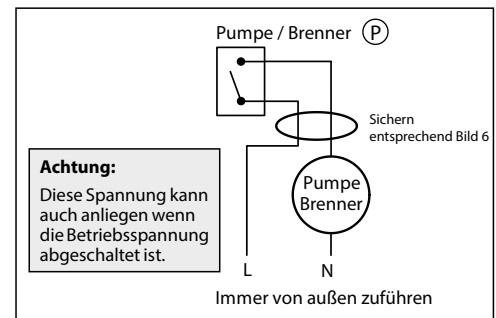 Pumpe / Brenner P
Sichern
entsprechend Bild 6
Achtung:
Diese Spannung kann
auch anliegen wenn
die Betriebsspannung
abgeschaltet ist.
Pumpe
Brenner
L N
Immer von außen zuführen